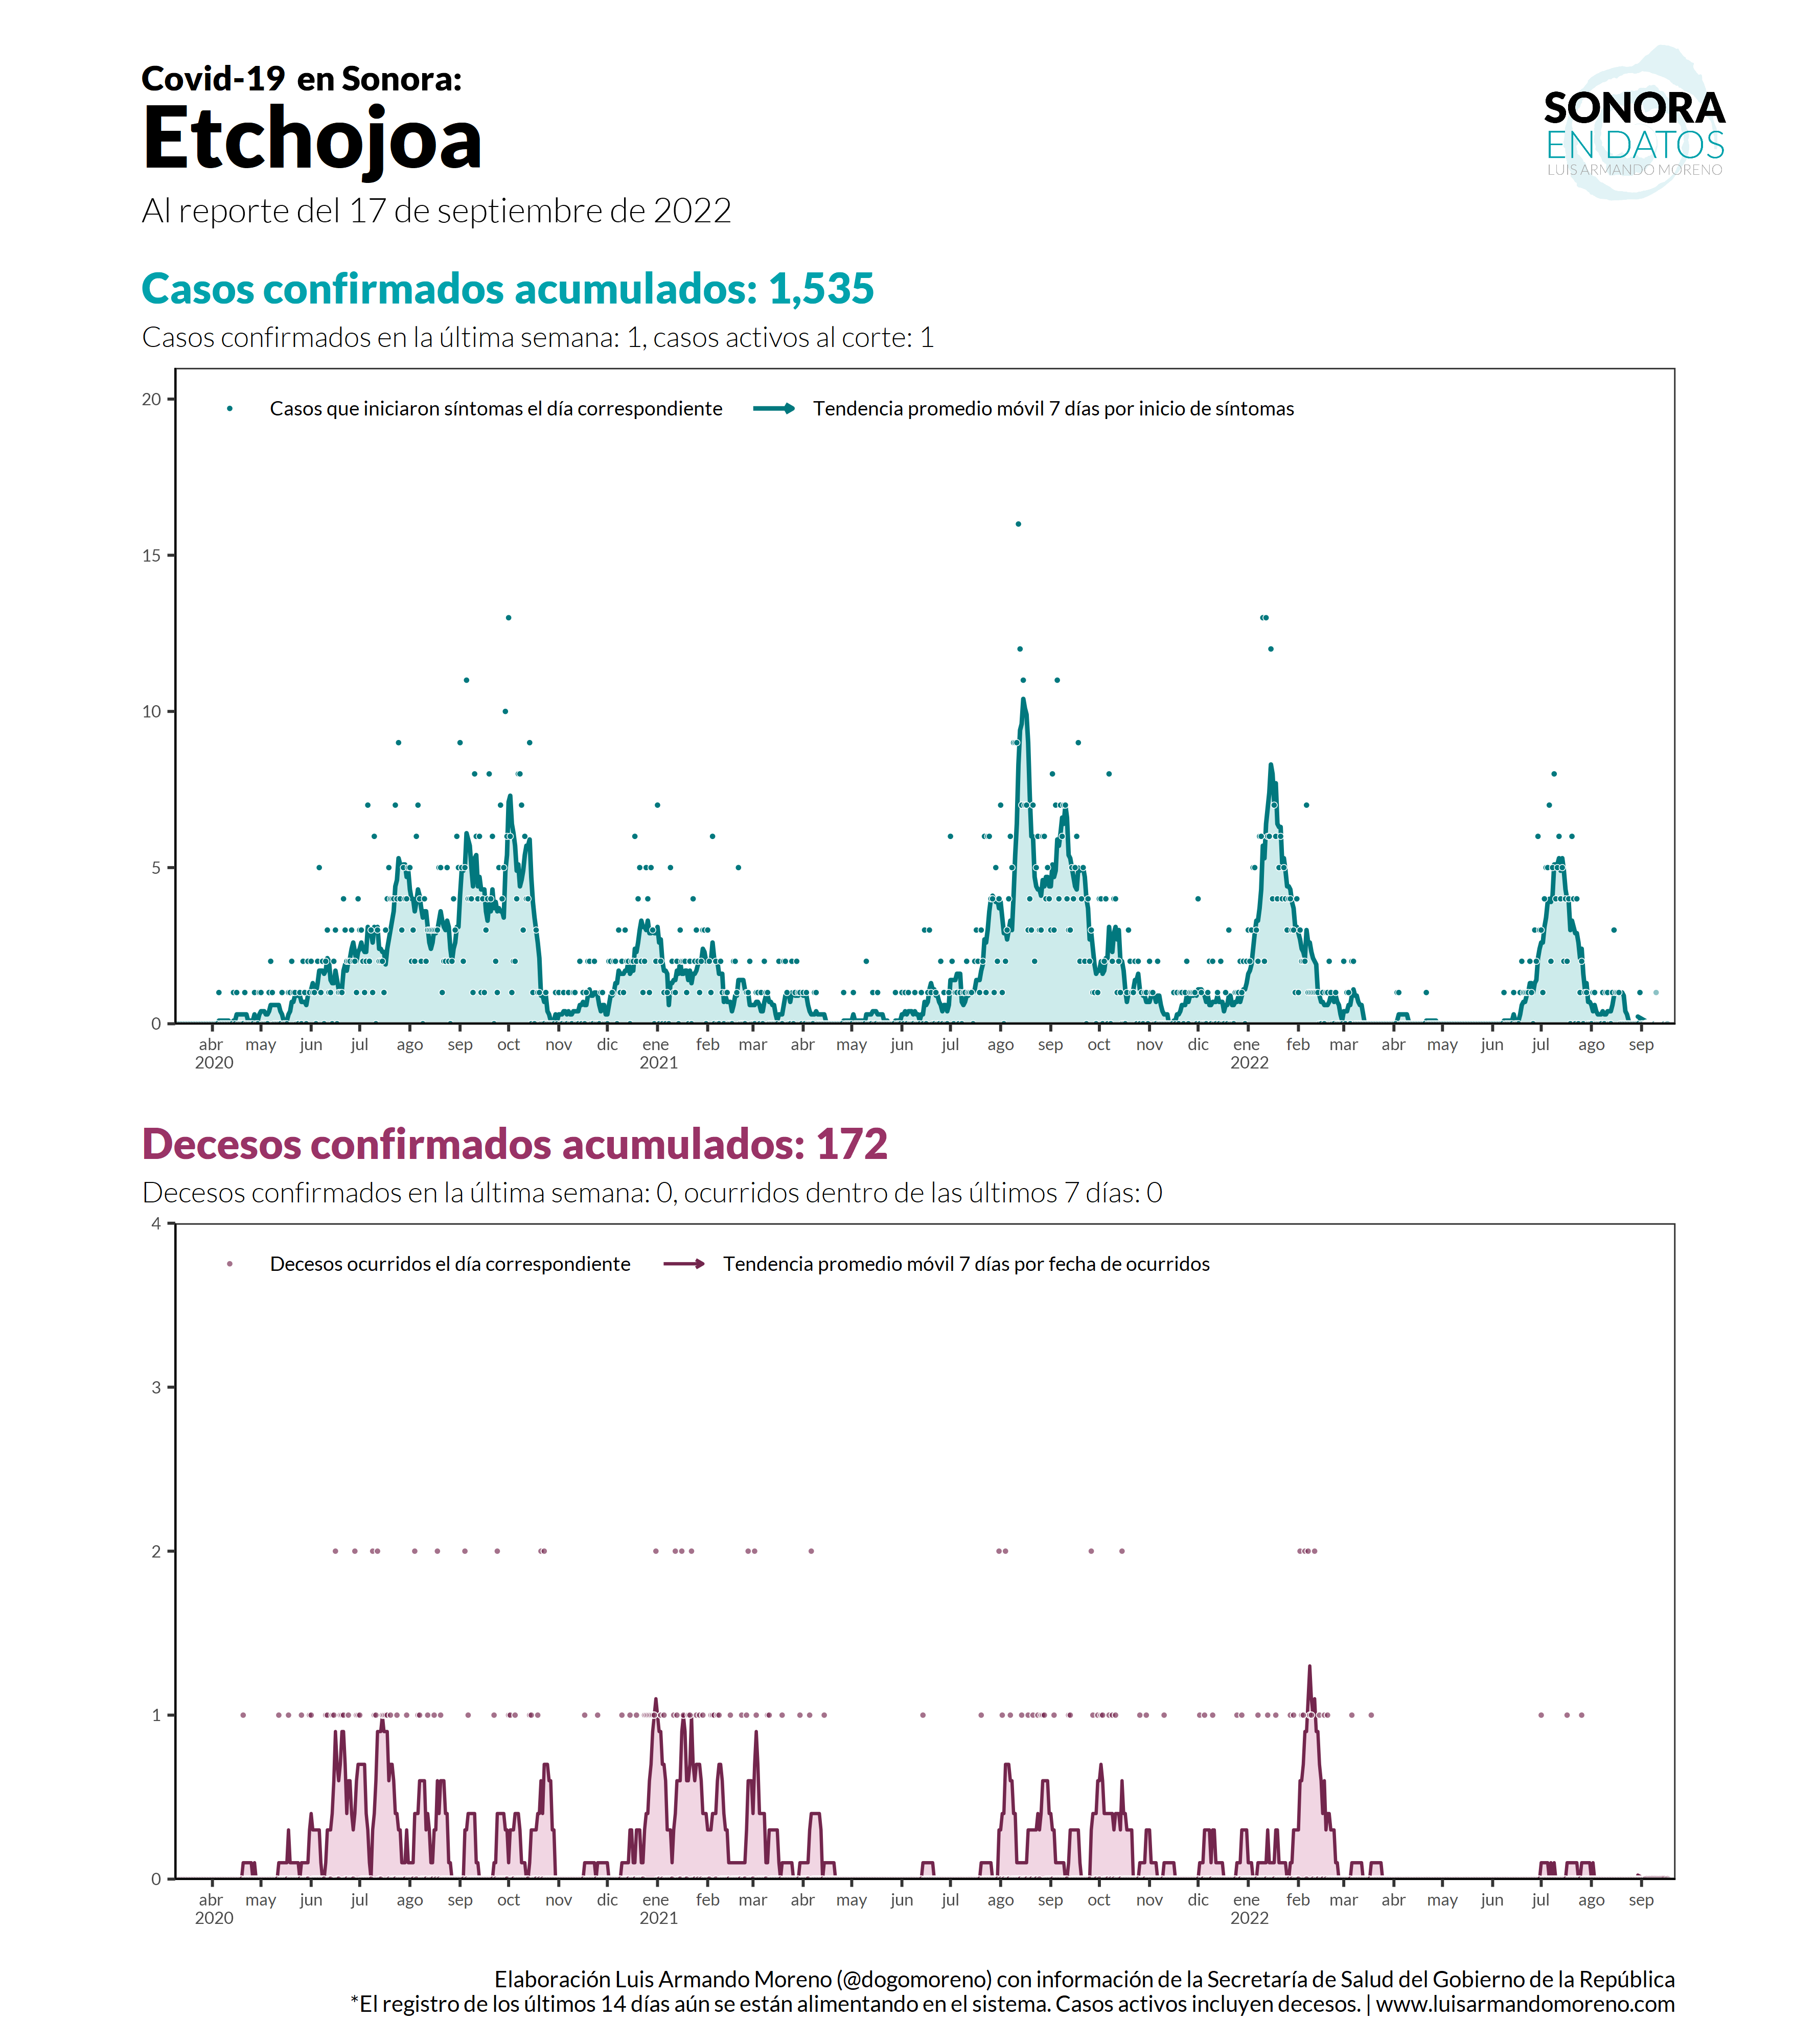 Covid-19 en Sonora:
Etchojoa
Al reporte del 17 de septiembre de 2022
SONORA
EN DATOS
LUIS ARMANDO MORENO
Casos confirmados acumulados: 1,535
Casos confirmados en la última semana: 1, casos activos al corte: 1
Casos que iniciaron síntomas el día correspondiente Tendencia promedio móvil 7 días por inicio de síntomas
20
15
10
5
0
abr may jun jul ago sep oct nov dic ene feb mar abr may jun jul ago sep oct nov dic ene feb mar abr may jun jul ago sep
2020 2021 2022
Decesos confirmados acumulados: 172
Decesos confirmados en la última semana: 0, ocurridos dentro de las últimos 7 días: 0
4
Decesos ocurridos el día correspondiente Tendencia promedio móvil 7 días por fecha de ocurridos
3
2
1
0
abr may jun jul ago sep oct nov dic ene feb mar abr may jun jul ago sep oct nov dic ene feb mar abr may jun jul ago sep
2020 2021 2022
Elaboración Luis Armando Moreno (@dogomoreno) con información de la Secretaría de Salud del Gobierno de la República
*El registro de los últimos 14 días aún se están alimentando en el sistema. Casos activos incluyen decesos. | www.luisarmandomoreno.com